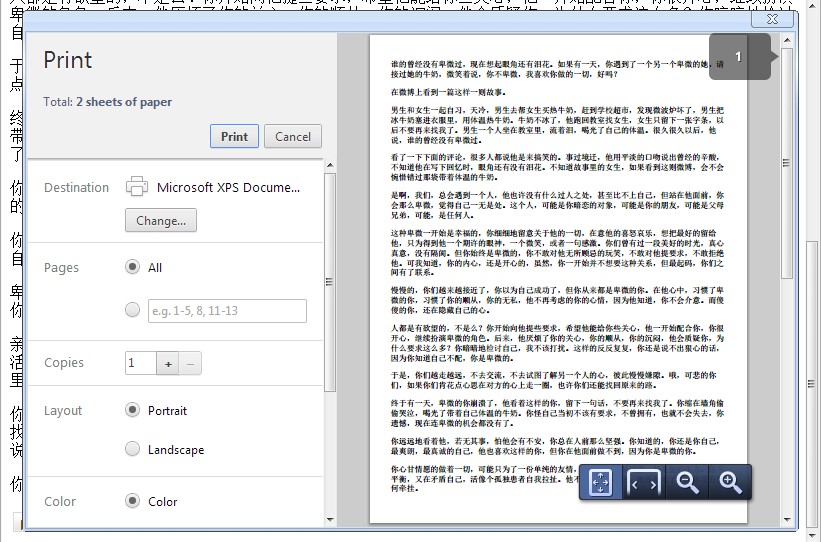 卑
自
于
点
终
带
了
你
的
你
自
卑
你
亲
活
里
你
找
说
你
Print
Total: 2 sheets of paper
Print Cancel
Destination Microsoft XPS Docume...
Change...
Pages All
e.g. 1-5, 8, 11-13
Copies 1 + −
Layout Portrait
Landscape
Color Color
1
谁的曾经没有卑微过，现在想起眼角还有泪花。如果有一天，你遇到了一个另一个卑微的她，请
接过她的牛奶，微笑着说，你不卑微，我喜欢你做的一切，好吗？
在微博上看到一篇这样一则故事。
男生和女生一起自习，天冷，男生去帮女生买热牛奶，赶到学校超市，发现微波炉坏了，男生把
冰牛奶塞进衣服里，用体温热牛奶。牛奶不冰了，他跑回教室找女生，女生只留下一张字条，以
后不要再来找我了。男生一个人坐在教室里，流着泪，喝光了自己的体温。很久很久以后，他
说，谁的曾经没有卑微过。
看了一下下面的评论，很多人都说他是来搞笑的。事过境迁，他用平淡的口吻说出曾经的辛酸，
不知道他在写下回忆时，眼角还有没有泪花。不知道故事里的女生，如果看到这则微博，会不会
惋惜错过那袋带着体温的牛奶。
是啊，我们，总会遇到一个人，他也许没有什么过人之处，甚至比不上自己，但站在他面前，你
会那么卑微，觉得自己一无是处。这个人，可能是你暗恋的对象，可能是你的朋友，可能是父母
兄弟，可能，是任何人。
这种卑微一开始是幸福的，你细细地留意关于他的一切，在意他的喜怒哀乐，想把最好的留给
他，只为得到他一个期许的眼神，一个微笑，或者一句感激。你们曾有过一段美好的时光，真心
真意，没有隔阂。但你始终是卑微的，你不敢对他无所顾忌的玩笑，不敢对他提要求，不敢拒绝
他。可我知道，你的内心，还是开心的，虽然，你一开始并不想要这种关系，但最起码，你们之
间有了联系。
慢慢的，你们越来越接近了，你以为自己成功了，但你从来都是卑微的你。在他心中，习惯了卑
微的你，习惯了你的顺从，你的无私，他不再考虑你的心情，因为他知道，你不会介意。而傻
傻的你，还在隐藏自己的心。
人都是有欲望的，不是么？你开始向他提些要求，希望他能给你些关心，他一开始配合你，你很
开心，继续扮演卑微的角色。后来，他厌烦了你的关心，你的顺从，你的沉闷，他会质疑你，为
什么要求这么多？你暗暗地检讨自己，我不该打扰。这样的反反复复，你还是说不出狠心的话，
因为你知道自己不配，你是卑微的。
于是，你们越走越远，不去交流，不去试图了解另一个人的心，彼此慢慢嫌隙。哦，可悲的你
们，如果你们肯花点心思在对方的心上走一圈，也许你们还能找回原来的路。
终于有一天，卑微的你崩溃了，他看着这样的你，留下一句话，不要再来找我了。你缩在墙角偷
偷哭泣，喝光了带着自己体温的牛奶。你怪自己当初不该有要求，不曾拥有，也就不会失去，你
遗憾，现在连卑微的机会都没有了。
你远远地看着他，若无其事，怕他会有不安，你总在人前那么坚强。你知道的，你还是你自己，
最爽朗，最真诚的自己，他也喜欢这样的你，但你在他面前做不到，因为你是卑微的你。
你心甘情愿的做着一切，可能只为了一份单纯的友情，
平衡，又在矛盾自己，活像个孤独患者自我拉扯。他不
何牵挂。